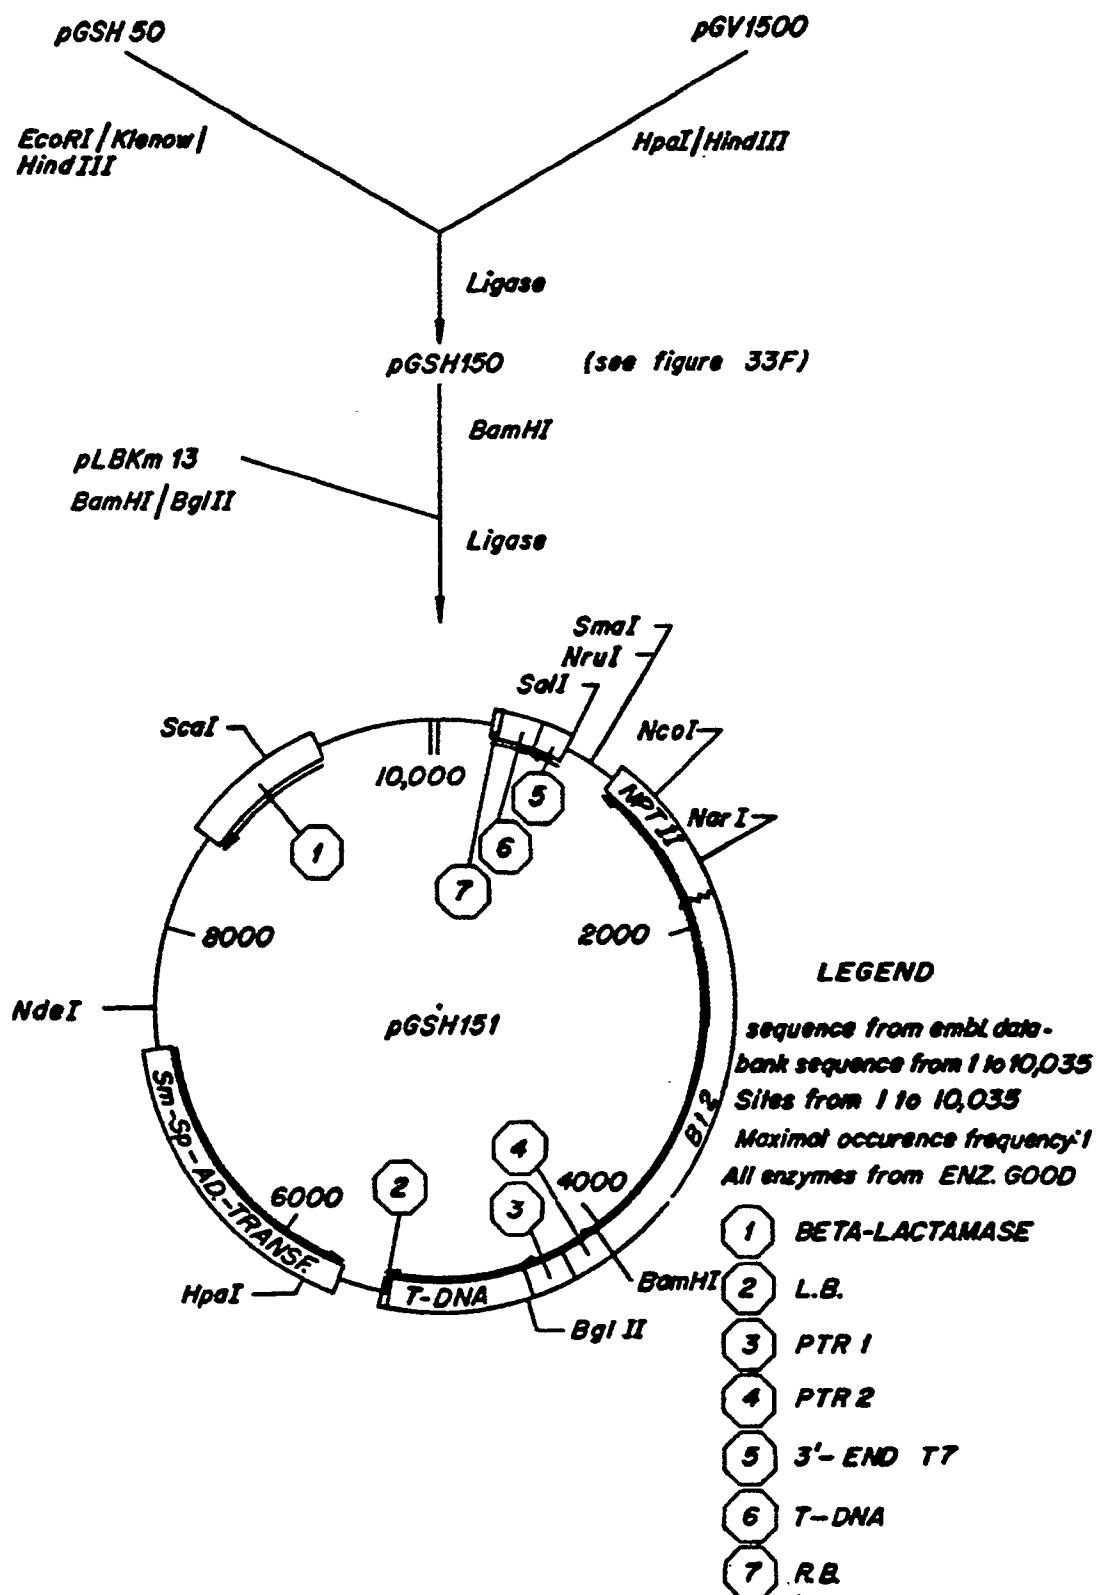 pGSH 50
pGV1500
EcoRI/Klenow/
HindIII
HpaI/HindIII
Ligase
pGSH150 (see figure 33F)
BamHI
pLBKm 13
BamHI/BglII
Ligase
SmaI
NruI
SalI
ScaI
NcoI
10,000
5
NPT II
NarI
1
6
7
8000
2000
LEGEND
NdeI
pGSH151
sequence from embl. data-
bank sequence from 1 to 10,035
Sites from 1 to 10,035
Maximal occurence frequency:1
All enzymes from ENZ. GOOD
Bt 2
Sm-Sp-AD.-TRANSF.
4
6000
2
4000
3
1 BETA-LACTAMASE
BamHI
2 L.B.
HpaI
T-DNA
Bgl II
3 PTR 1
4 PTR 2
5 3'-END T7
6 T-DNA
7 R.B.